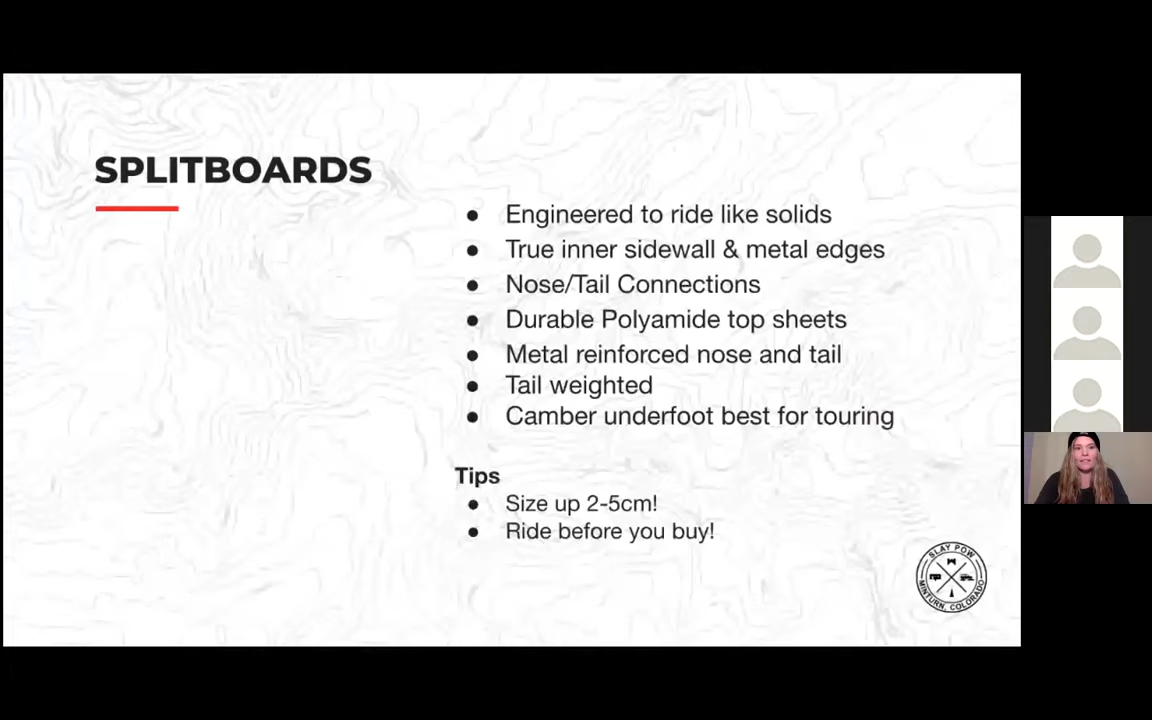 SPLITBOARDS
● Engineered to ride like solids
● True inner sidewall & metal edges
● Nose/Tail Connections
● Durable Polyamide top sheets
● Metal reinforced nose and tail
● Tail weighted
● Camber underfoot best for touring
Tips
● Size up 2-5cm!
● Ride before you buy!
SLAY POW
MINTURN, COLORADO